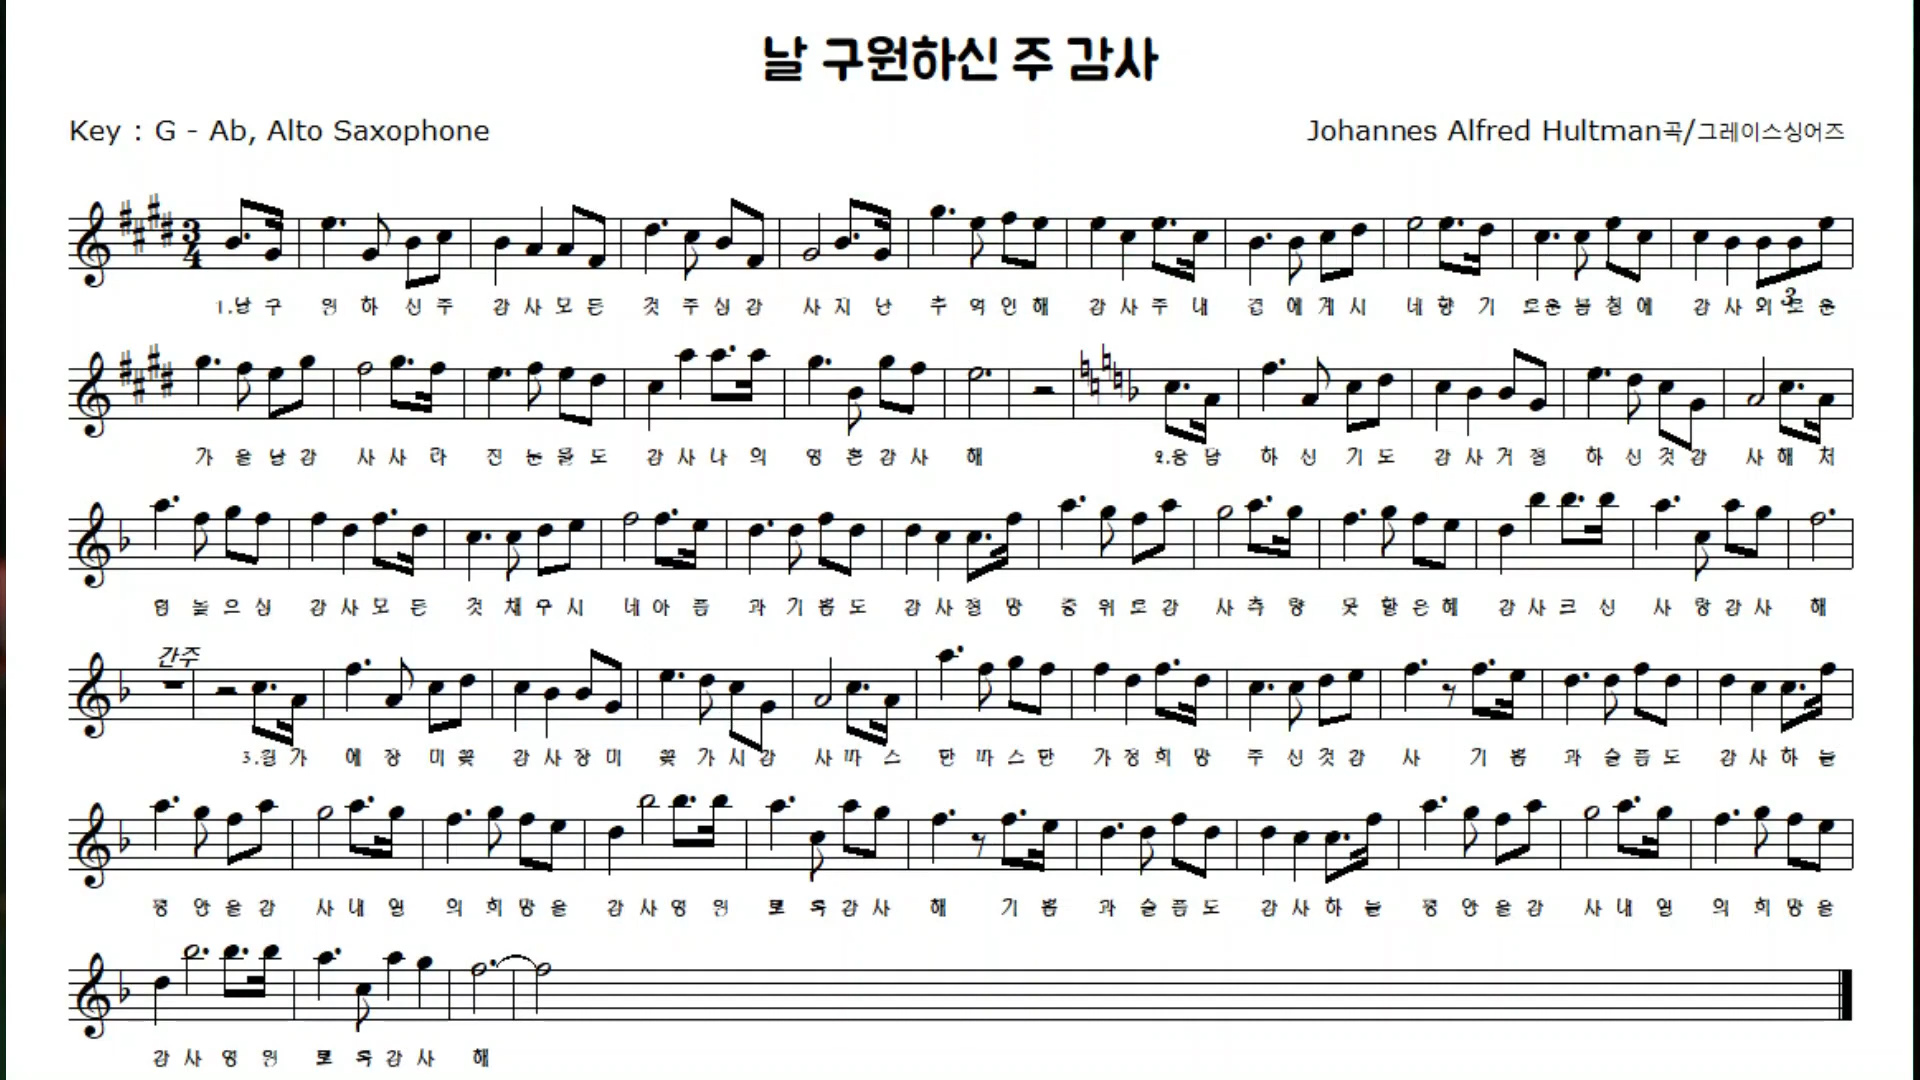 날 구원하신 주 감사
Key : G - Ab, Alto Saxophone
Johannes Alfred Hultman곡/그레이스싱어즈
1.날 구 원 하 신 주 감 사 모 든 것 주 심 감 사 지 난 추 억 인 해 감 사 주 내 곁 에 계 시 네 향 기 로운 봄 철 에 감 사 외 로 운
3
가 을 날 감 사 사 라 진 눈 물 도 감 사 나 의 영 혼 감 사 해 2.응 답 하 신 기 도 감 사 거 절 하 신 것 감 사 해 처
럼 높 으 심 감 사 모 든 것 채 우 시 네 아 픔 과 기 쁨 도 감 사 절 망 중 위 로 감 사 측 량 못 할 은 혜 감 사 크 신 사 랑 감 사 해
간주
3.길 가 에 장 미 꽃 감 사 장 미 꽃 가 시 감 사 따 스 한 따 스 한 가 정 희 망 주 신 것 감 사 기 쁨 과 슬 픔 도 감 사 하 늘
평 안 을 감 사 내 일 의 희 망 을 감 사 영 원 토 록 감 사 해 기 쁨 과 슬 픔 도 감 사 하 늘 평 안 을 감 사 내 일 의 희 망 을
감 사 영 원 토 록 감 사 해